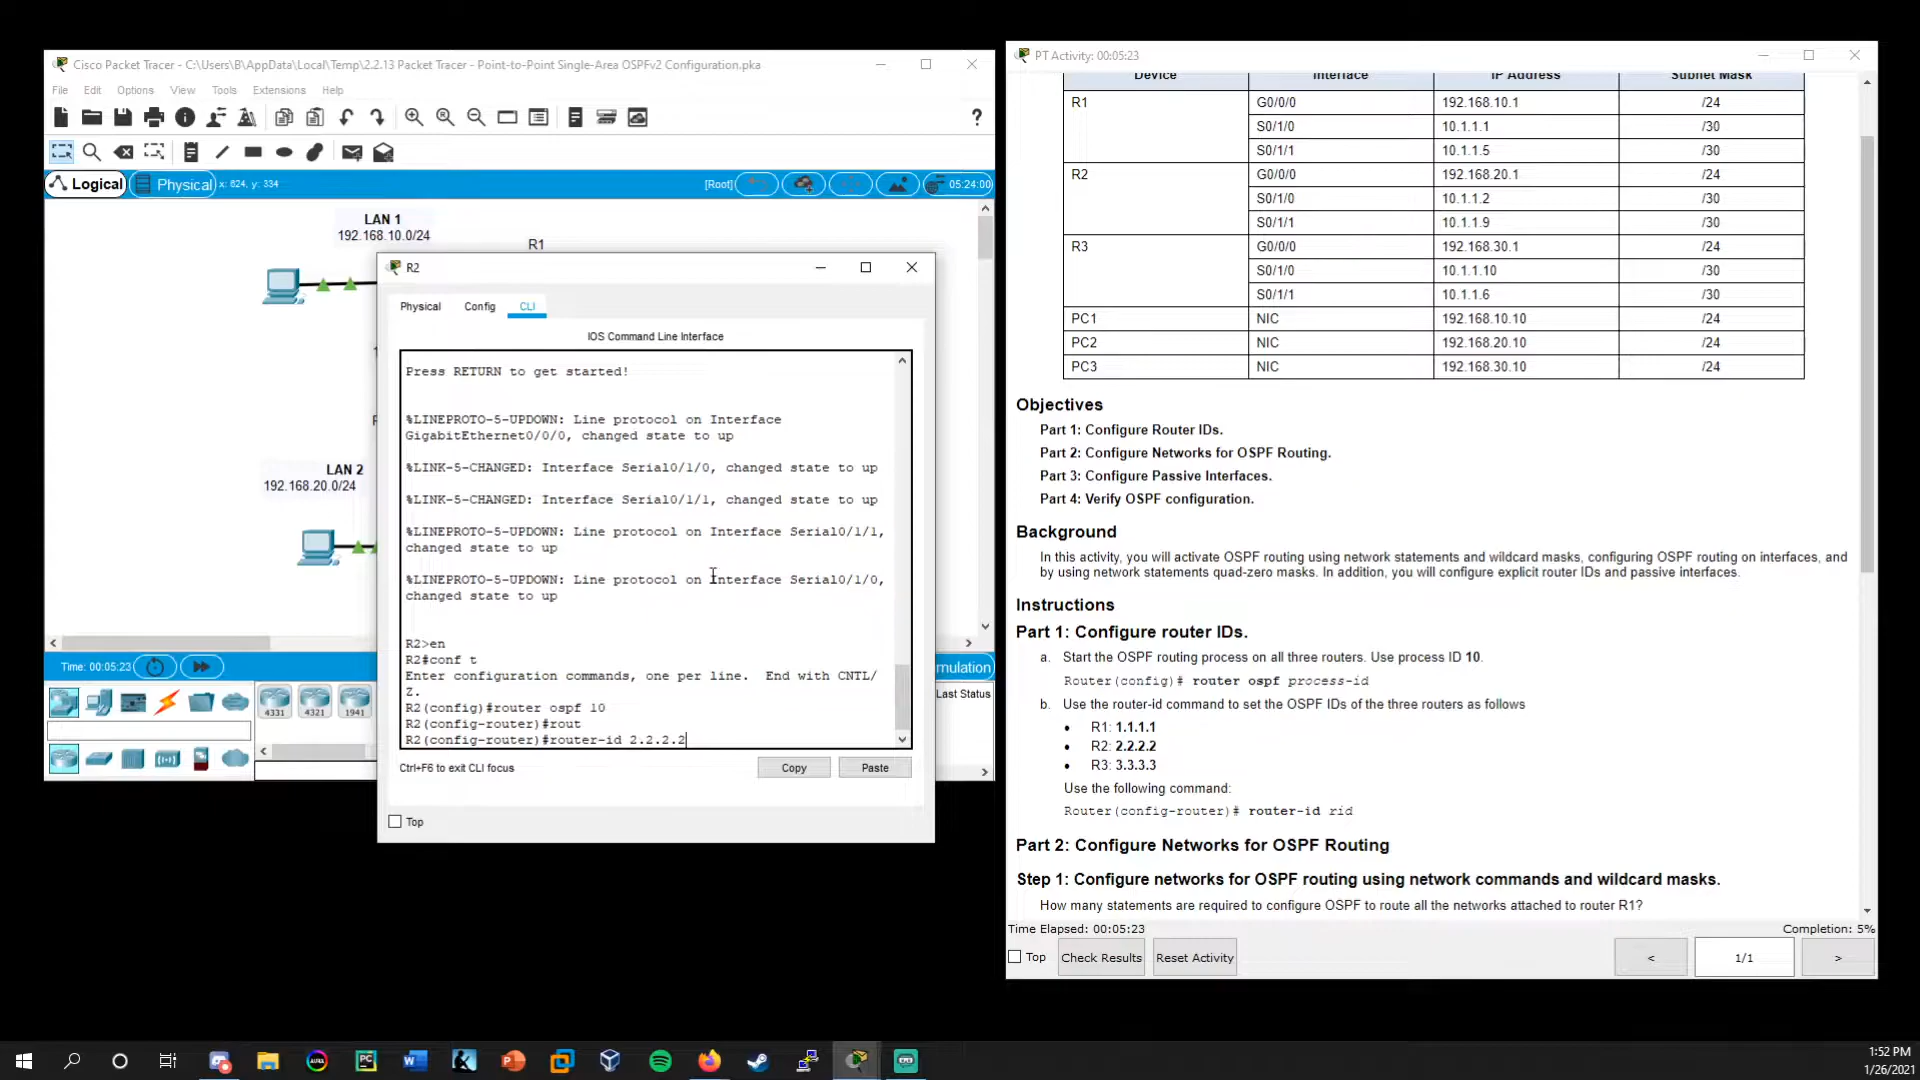 Cisco Packet Tracer - C:\Users\B\AppData\Local\Temp\2.2.13 Packet Tracer - Point-to-Point Single-Area OSPFv2 Configuration.pka
File Edit Options View Tools Extensions Help
?
Logical Physical x: 824, y: 334 [Root] 05:24:00
LAN 1
192.168.10.0/24
R1
LAN 2
192.168.20.0/24
Time: 00:05:23
mulation
Last Status
4331 4321 1941
R2
Physical Config CLI
IOS Command Line Interface
Press RETURN to get started!
%LINEPROTO-5-UPDOWN: Line protocol on Interface
GigabitEthernet0/0/0, changed state to up
%LINK-5-CHANGED: Interface Serial0/1/0, changed state to up
%LINK-5-CHANGED: Interface Serial0/1/1, changed state to up
%LINEPROTO-5-UPDOWN: Line protocol on Interface Serial0/1/1,
changed state to up
%LINEPROTO-5-UPDOWN: Line protocol on Interface Serial0/1/0,
changed state to up
R2>en
R2#conf t
Enter configuration commands, one per line. End with CNTL/
Z.
R2(config)#router ospf 10
R2(config-router)#rout
R2(config-router)#router-id 2.2.2.2
Ctrl+F6 to exit CLI focus
Copy Paste
Top
PT Activity: 00:05:23
Device Interface IP Address Subnet Mask
R1 G0/0/0 192.168.10.1 /24
S0/1/0 10.1.1.1 /30
S0/1/1 10.1.1.5 /30
R2 G0/0/0 192.168.20.1 /24
S0/1/0 10.1.1.2 /30
S0/1/1 10.1.1.9 /30
R3 G0/0/0 192.168.30.1 /24
S0/1/0 10.1.1.10 /30
S0/1/1 10.1.1.6 /30
PC1 NIC 192.168.10.10 /24
PC2 NIC 192.168.20.10 /24
PC3 NIC 192.168.30.10 /24
Objectives
Part 1: Configure Router IDs.
Part 2: Configure Networks for OSPF Routing.
Part 3: Configure Passive Interfaces.
Part 4: Verify OSPF configuration.
Background
In this activity, you will activate OSPF routing using network statements and wildcard masks, configuring OSPF routing on interfaces, and
by using network statements quad-zero masks. In addition, you will configure explicit router IDs and passive interfaces.
Instructions
Part 1: Configure router IDs.
a. Start the OSPF routing process on all three routers. Use process ID 10.
Router(config)# router ospf process-id
b. Use the router-id command to set the OSPF IDs of the three routers as follows
• R1: 1.1.1.1
• R2: 2.2.2.2
• R3: 3.3.3.3
Use the following command:
Router(config-router)# router-id rid
Part 2: Configure Networks for OSPF Routing
Step 1: Configure networks for OSPF routing using network commands and wildcard masks.
How many statements are required to configure OSPF to route all the networks attached to router R1?
Time Elapsed: 00:05:23 Completion: 5%
Top Check Results Reset Activity < 1/1 >
1:52 PM
1/26/2021